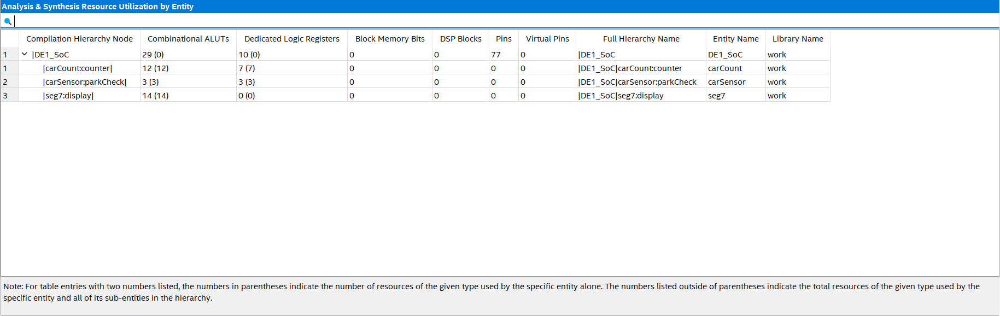 Analysis & Synthesis Resource Utilization by Entity
Compilation Hierarchy Node Combinational ALUTs Dedicated Logic Registers Block Memory Bits DSP Blocks Pins Virtual Pins Full Hierarchy Name Entity Name Library Name
1 |DE1_SoC 29 (0) 10 (0) 0 0 77 0 |DE1_SoC DE1_SoC work
1 |carCount:counter| 12 (12) 7 (7) 0 0 0 0 |DE1_SoC|carCount:counter carCount work
2 |carSensor:parkCheck| 3 (3) 3 (3) 0 0 0 0 |DE1_SoC|carSensor:parkCheck carSensor work
3 |seg7:display| 14 (14) 0 (0) 0 0 0 0 |DE1_SoC|seg7:display seg7 work
Note: For table entries with two numbers listed, the numbers in parentheses indicate the number of resources of the given type used by the specific entity alone. The numbers listed outside of parentheses indicate the total resources of the given type used by the
specific entity and all of its sub-entities in the hierarchy.